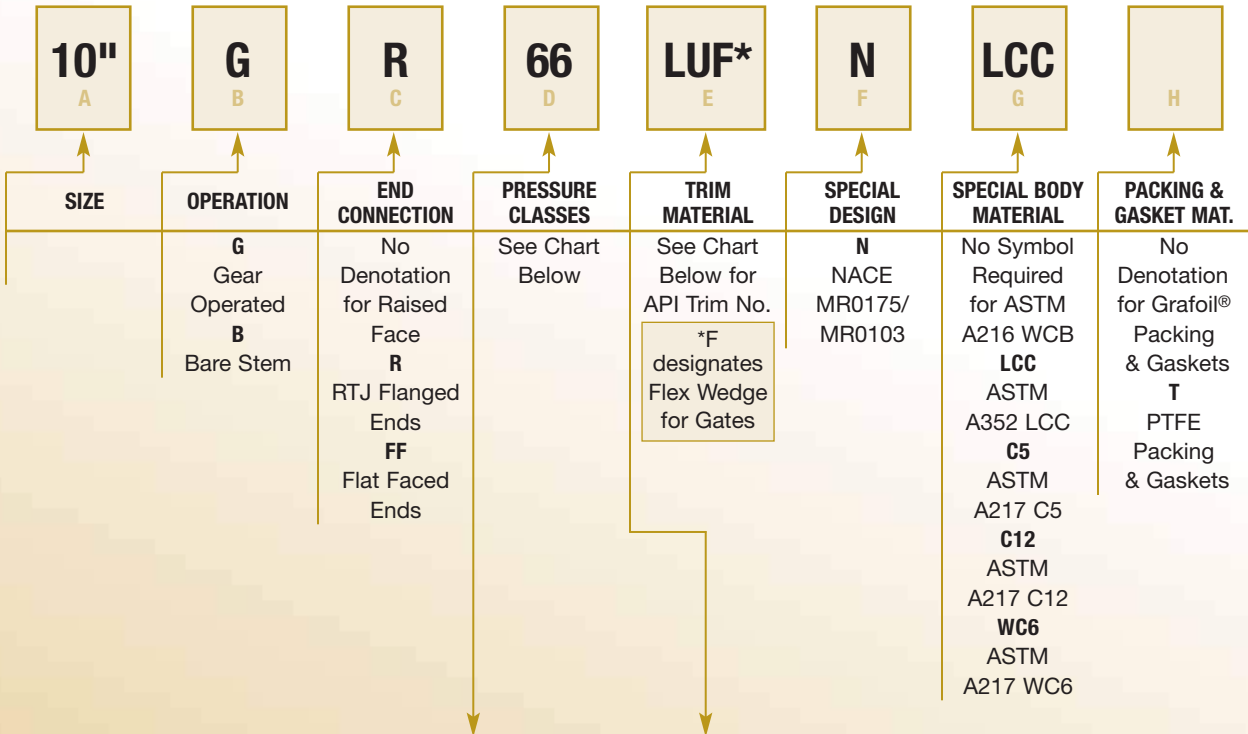 10" G R 66 LUF* N LCC
A B C D E F G H
SIZE
OPERATION
G
Gear
Operated
B
Bare Stem
END
CONNECTION
No
Denotation
for Raised
Face
R
RTJ Flanged
Ends
FF
Flat Faced
Ends
PRESSURE
CLASSES
See Chart
Below
TRIM
MATERIAL
See Chart
Below for
API Trim No.
*F
designates
Flex Wedge
for Gates
SPECIAL
DESIGN
N
NACE
MR0175/
MR0103
SPECIAL BODY
MATERIAL
No Symbol
Required
for ASTM
A216 WCB
LCC
ASTM
A352 LCC
C5
ASTM
A217 C5
C12
ASTM
A217 C12
WC6
ASTM
A217 WC6
PACKING &
GASKET MAT.
No
Denotation
for Grafoil®
Packing
& Gaskets
T
PTFE
Packing
& Gaskets